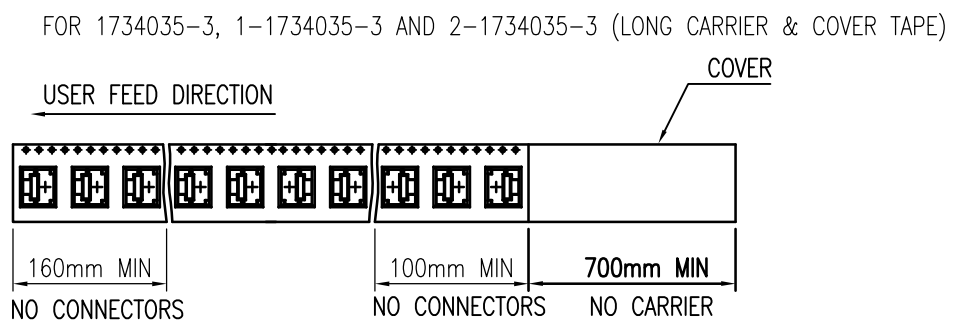 FOR 1734035-3, 1-1734035-3 AND 2-1734035-3 (LONG CARRIER & COVER TAPE)
COVER
USER FEED DIRECTION
160mm MIN
100mm MIN
700mm MIN
NO CONNECTORS
NO CONNECTORS
NO CARRIER